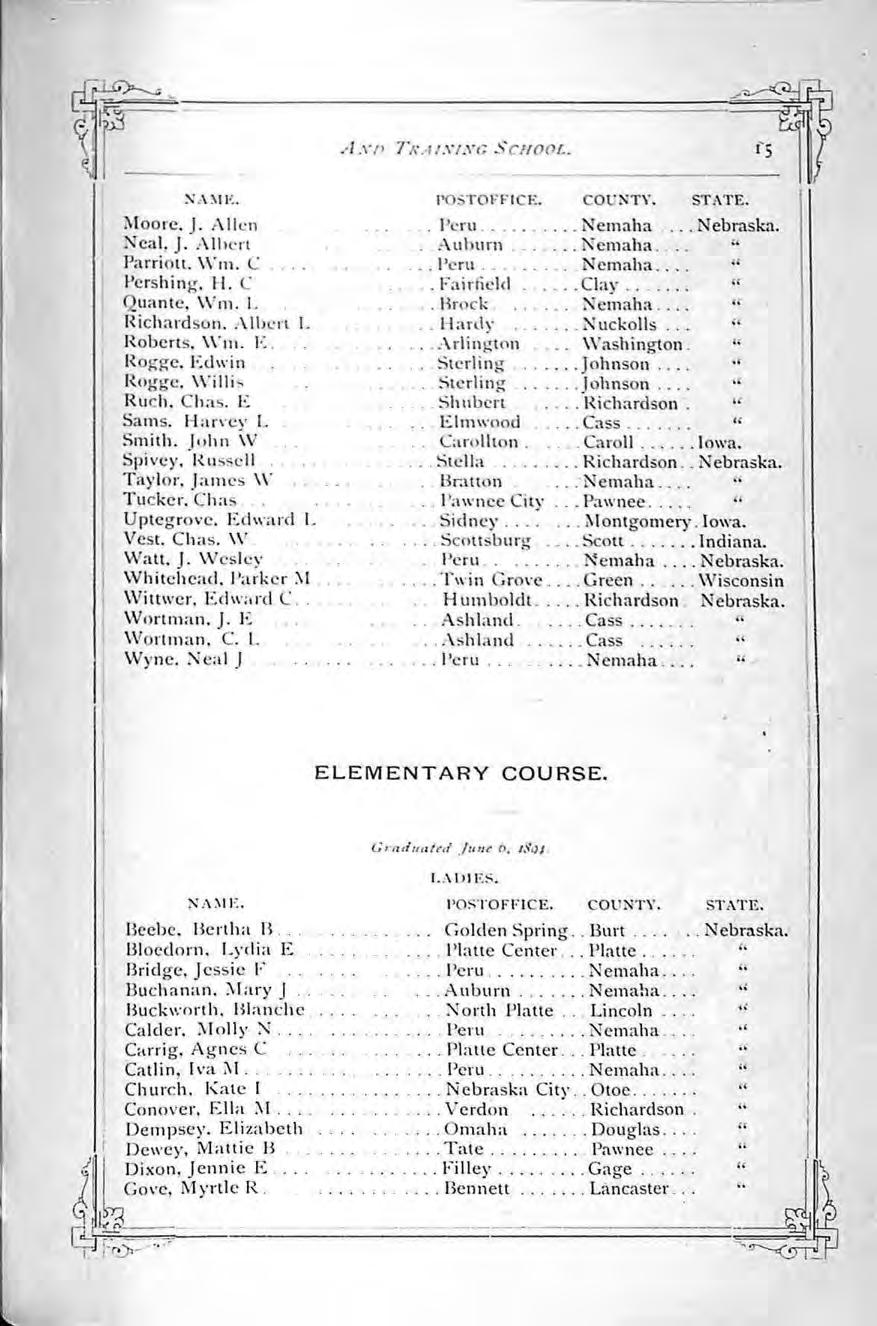 AND TRAINING SCHOOL. 15
NAME. POSTOFFICE. COUNTY. STATE.
Moore, J. Allen . . . . Peru . . . . . . . . . Nemaha . . . Nebraska.
Neal, J. Albert . Auburn . . . . . . Nemaha . . . . “
Parriott, Wm. C . . . . Peru . . . . . . . . Nemaha . . . . “
Pershing, H. C . . . . Fairfield . . . . . . Clay . . . . . . . “
Quante, Wm. L . . . . Brock . . . . . . Nemaha . . . . “
Richardson, Albert L . . . . Hardy . . . . . . . Nuckolls . . . “
Roberts, Wm. E . . . . Arlington . . . . Washington . “
Rogge, Edwin . . . . Sterling . . . . . . Johnson . . . . “
Rogge, Willis . . . . Sterling . . . . . . Johnson . . . . “
Ruch, Chas. E . . . . Shubert . . . . Richardson . “
Sams, Harvey L . . . . Elmwood . . . . Cass . . . . . . . “
Smith, John W . . . . Carollton . . . . Caroll . . . . . . Iowa.
Spivey, Russell . . . . Stella . . . . . . . . Richardson . . Nebraska.
Taylor, James W . . . . Bratton . . . . Nemaha . . . . “
Tucker, Chas . . . . Pawnee City . . . Pawnee . . . . . “
Uptegrove, Edward L . . . . Sidney . . . . . . . Montgomery . Iowa.
Vest, Chas. W . . . . Scottsburg . . . . Scott . . . . . . . Indiana.
Watt, J. Wesley . . . . Peru . . . . . . . . Nemaha . . . . Nebraska.
Whitehead, Parker M . . . . Twin Grove . . . . Green . . . . . . Wisconsin
Wittwer, Edward C . . . . Humboldt . . . . . Richardson . Nebraska.
Wortman, J. E . . . . Ashland . . . . . . Cass . . . . . . . “
Wortman, C. L . . . . Ashland . . . . . . Cass . . . . . . “
Wyne, Neal J . . . . Peru . . . . . . . Nemaha . . . . “
ELEMENTARY COURSE.
Graduated June 6, 1891.
LADIES.
NAME. POSTOFFICE. COUNTY. STATE.
Beebe, Bertha B . . . . Golden Spring . . Burt . . . . . . Nebraska.
Bloedorn, Lydia E . . . . Platte Center . . . Platte . . . . . . “
Bridge, Jessie F . . . . Peru . . . . . . . . . Nemaha . . . . “
Buchanan, Mary J . . . . Auburn . . . . . . . Nemaha . . . . “
Buckworth, Blanche . . . . North Platte . . Lincoln . . . . “
Calder, Molly N . . . . Peru . . . . . . . . Nemaha . . . . “
Carrig, Agnes C . . . . Platte Center . . . Platte . . . . . “
Catlin, Iva M . . . . Peru . . . . . . . . . Nemaha . . . . “
Church, Kate I . . . . Nebraska City . . Otoe . . . . . . . “
Conover, Ella M . . . . Verdon . . . . . . Richardson . “
Dempsey, Elizabeth . . . . Omaha . . . . . . . Douglas . . . . “
Dewey, Mattie B . . . . Tate . . . . . . . . . Pawnee . . . . “
Dixon, Jennie E . . . . Filley . . . . . . . . . Gage . . . . . . “
Gove, Myrtle R . . . . Bennett . . . . . . . Lancaster . . . “